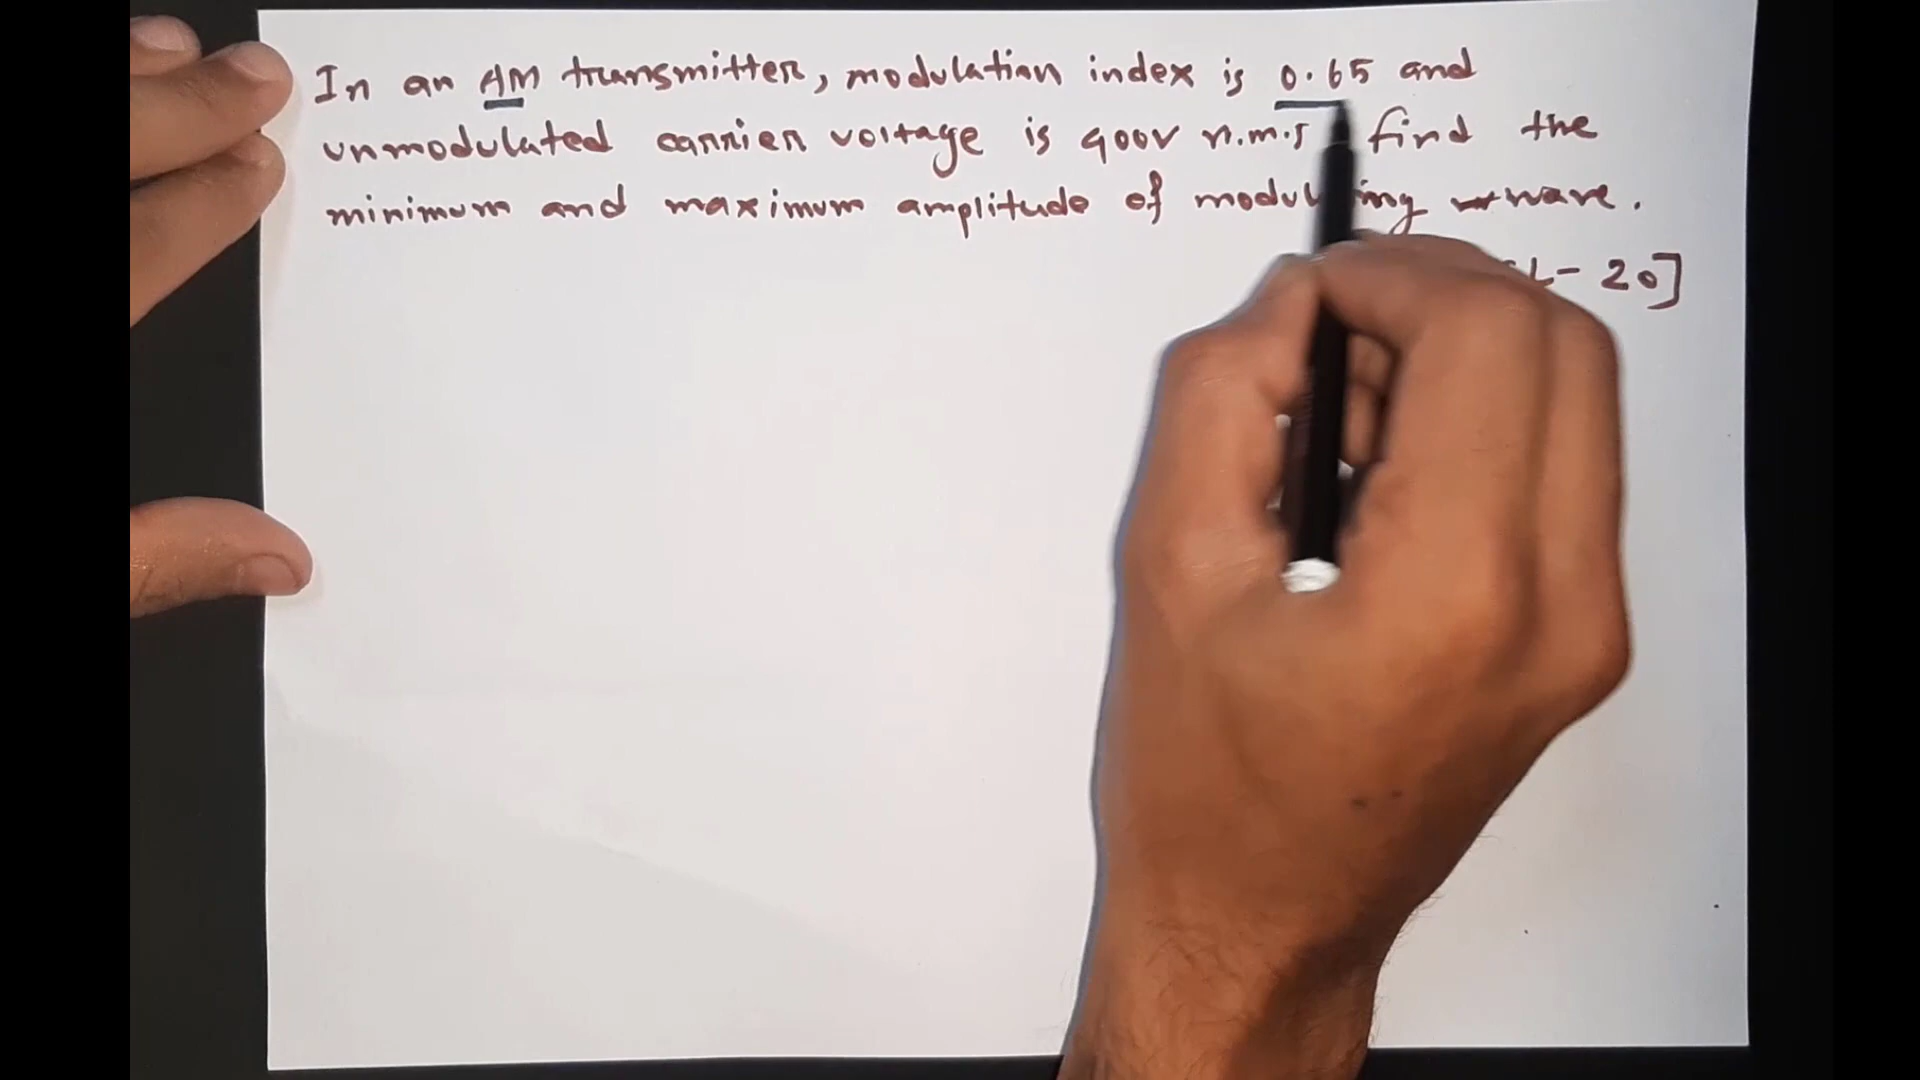 In an AM transmitter, modulation index is 0.65 and
unmodulated carrier voltage is 900V r.m.s find the
minimum and maximum amplitude of wave.
- 20]